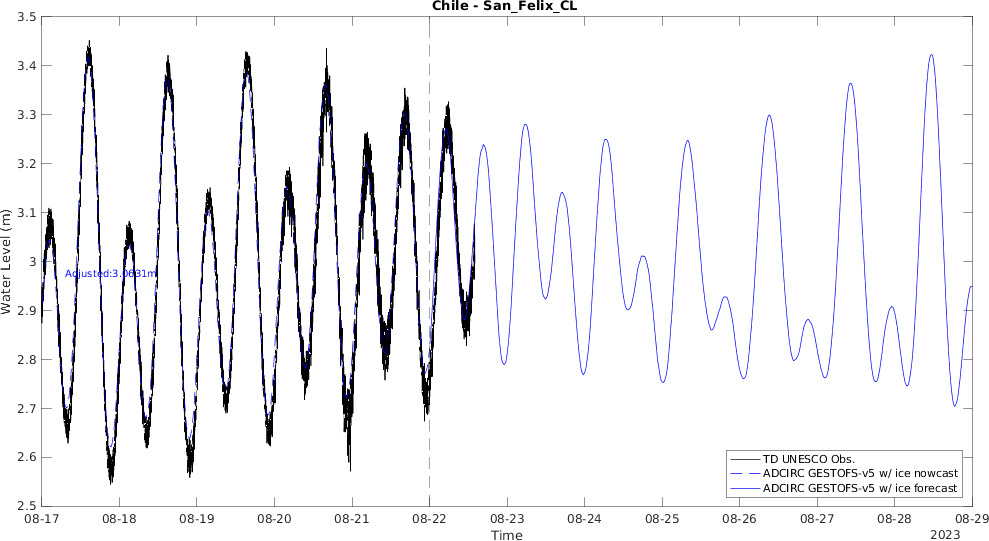 Chile - San_Felix_CL
3.5
3.4
3.3
3.2
3.1
3
2.9
2.8
2.7
2.6
2.5
Water Level (m)
Adjusted:3.0631m
TD UNESCO Obs.
ADCIRC GESTOFS-v5 w/ ice nowcast
ADCIRC GESTOFS-v5 w/ ice forecast
08-17 08-18 08-19 08-20 08-21 08-22 08-23 08-24 08-25 08-26 08-27 08-28 08-29
Time
2023